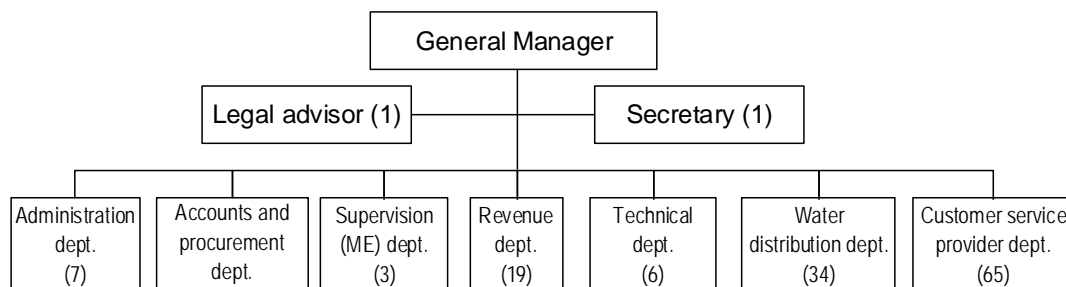 General Manager
Legal advisor (1)
Secretary (1)
Administration
dept.
(7)
Accounts and
procurement
dept.
Supervision
(ME) dept.
(3)
Revenue
dept.
(19)
Technical
dept.
(6)
Water
distribution dept.
(34)
Customer service
provider dept.
(65)